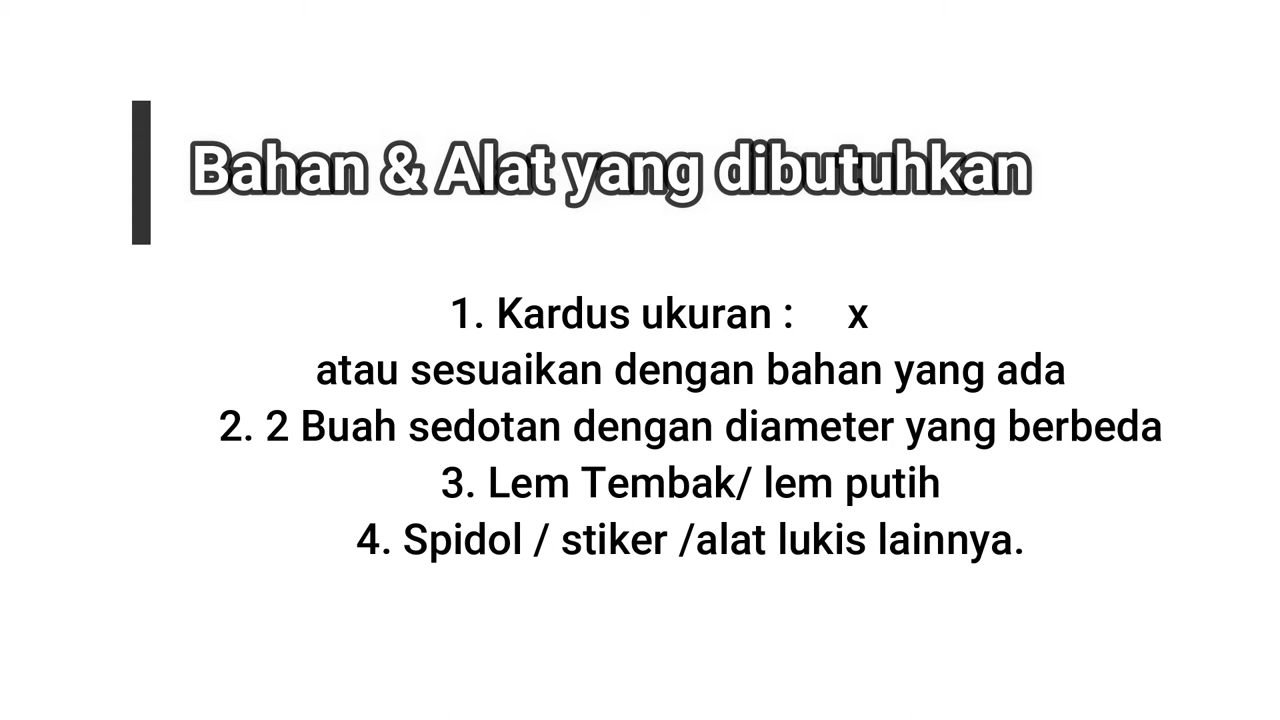 Bahan & Alat yang dibutuhkan
1. Kardus ukuran :     x
atau sesuaikan dengan bahan yang ada
2. 2 Buah sedotan dengan diameter yang berbeda
3. Lem Tembak/ lem putih
4. Spidol / stiker /alat lukis lainnya.